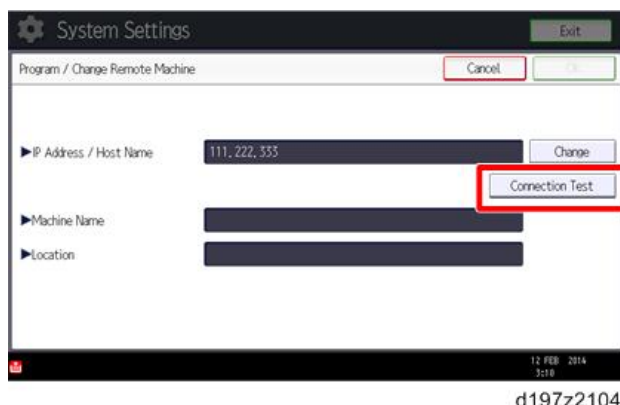 System Settings
Exit
Program / Change Remote Machine
Cancel
OK
▶IP Address / Host Name
111, 222, 333
Change
Connection Test
▶Machine Name
▶Location
12 FEB 2014
3:10
d197z2104